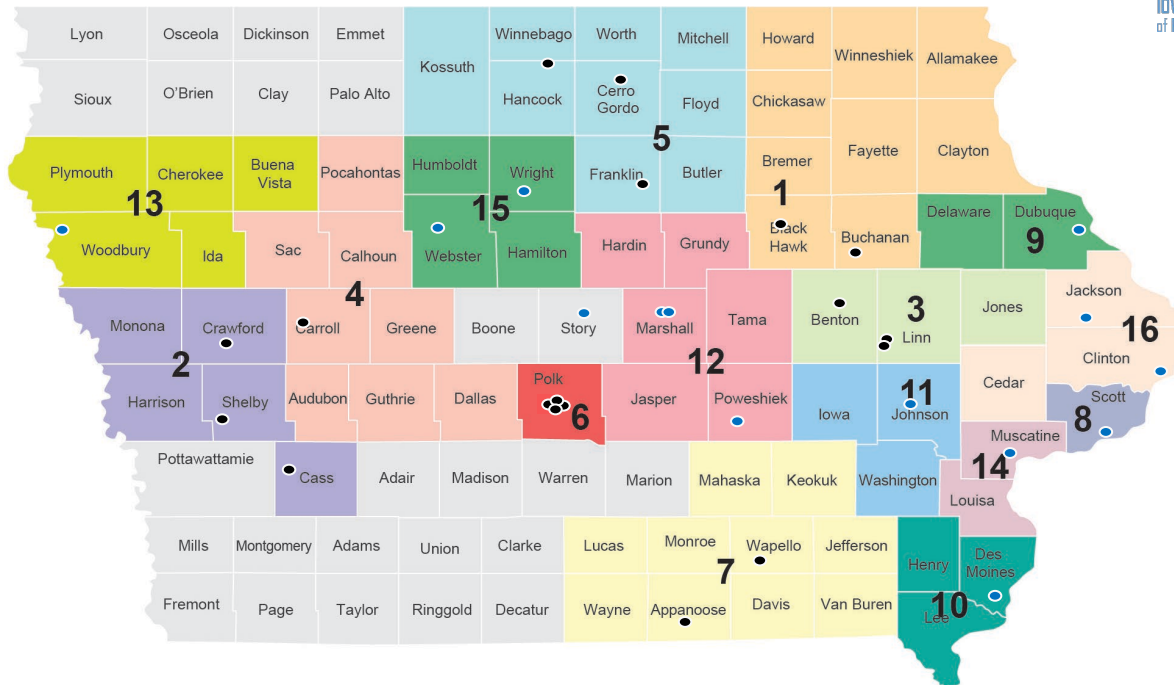 Iow
of E
Lyon
Osceola
Dickinson
Emmet
Winnebago
Worth
Mitchell
Howard
Winneshiek
Allamakee
Kossuth
Sioux
O'Brien
Clay
Palo Alto
Hancock
Cerro
Gordo
Floyd
Chickasaw
5
Plymouth
Cherokee
Buena
Vista
Pocahontas
Humboldt
Wright
Franklin
Butler
Bremer
Fayette
Clayton
13
15
1
Woodbury
Ida
Sac
Calhoun
Webster
Hamilton
Hardin
Grundy
Black
Hawk
Buchanan
Delaware
Dubuque
9
4
Monona
Crawford
Carroll
Greene
Boone
Story
Marshall
Tama
Benton
3
Linn
Jones
Jackson
16
Clinton
2
12
Harrison
Shelby
Audubon
Guthrie
Dallas
Polk
6
Jasper
Poweshiek
Iowa
11
Johnson
Cedar
Scott
8
Muscatine
14
Pottawattamie
Cass
Adair
Madison
Warren
Marion
Mahaska
Keokuk
Washington
Louisa
Mills
Montgomery
Adams
Union
Clarke
Lucas
Monroe
Wapello
Jefferson
Henry
Des
Moines
7
Fremont
Page
Taylor
Ringgold
Decatur
Wayne
Appanoose
Davis
Van Buren
Lee
10